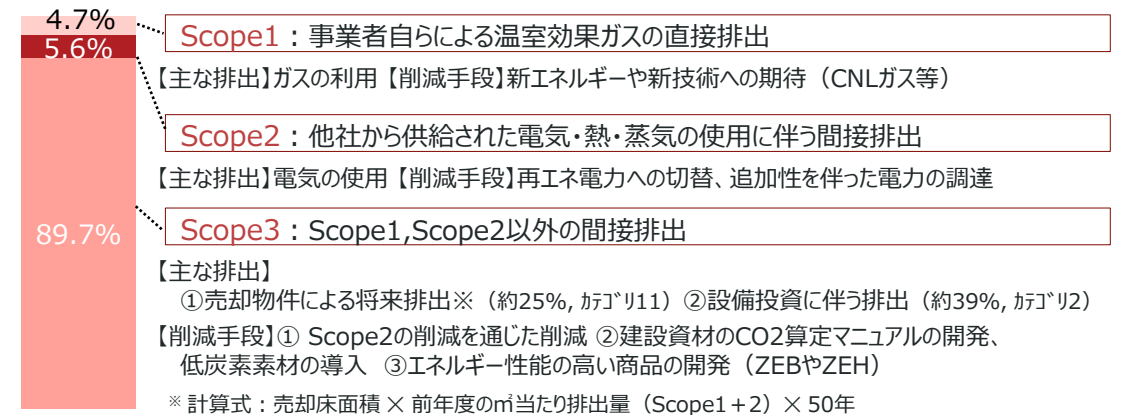 4.7%
Scope1：事業者自らによる温室効果ガスの直接排出
5.6%
【主な排出】ガスの利用 【削減手段】新エネルギーや新技術への期待（CNLガス等）
Scope2：他社から供給された電気・熱・蒸気の使用に伴う間接排出
【主な排出】電気の使用 【削減手段】再エネ電力への切替、追加性を伴った電力の調達
89.7%
Scope3：Scope1,Scope2以外の間接排出
【主な排出】
①売却物件による将来排出※（約25%, ｶﾃｺﾞﾘ11）②設備投資に伴う排出（約39%, ｶﾃｺﾞﾘ2）
【削減手段】① Scope2の削減を通じた削減 ②建設資材のCO2算定マニュアルの開発、
低炭素素材の導入 ③エネルギー性能の高い商品の開発（ZEBやZEH）
※ 計算式：売却床面積 × 前年度の㎡当たり排出量（Scope1＋2）× 50年